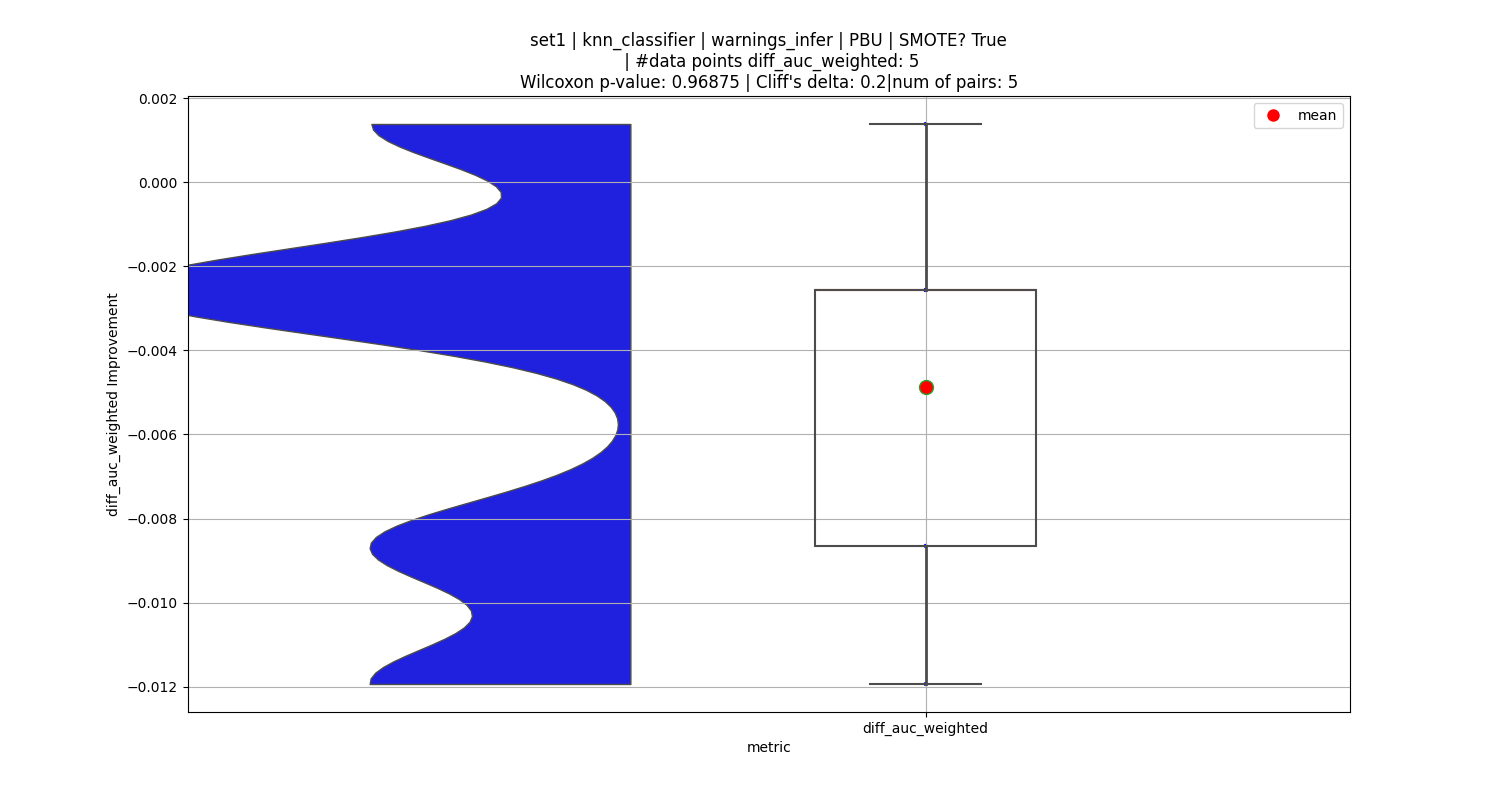 set1 | knn_classifier | warnings_infer | PBU | SMOTE? True
| #data points diff_auc_weighted: 5
Wilcoxon p-value: 0.96875 | Cliff's delta: 0.2|num of pairs: 5
mean
0.002
0.000
−0.002
−0.004
−0.006
−0.008
−0.010
−0.012
diff_auc_weighted Improvement
diff_auc_weighted
metric